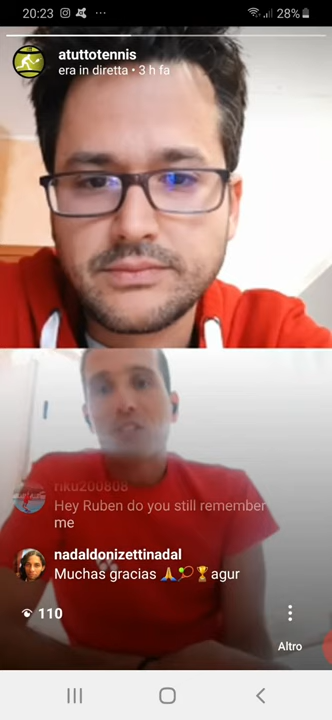 20:23 28%
atuttotennis
era in diretta • 3 h fa
riku200808
Hey Ruben do you still remember
me
nadaldonizettinadal
Muchas gracias 🙏🎾🏆agur
110
Altro